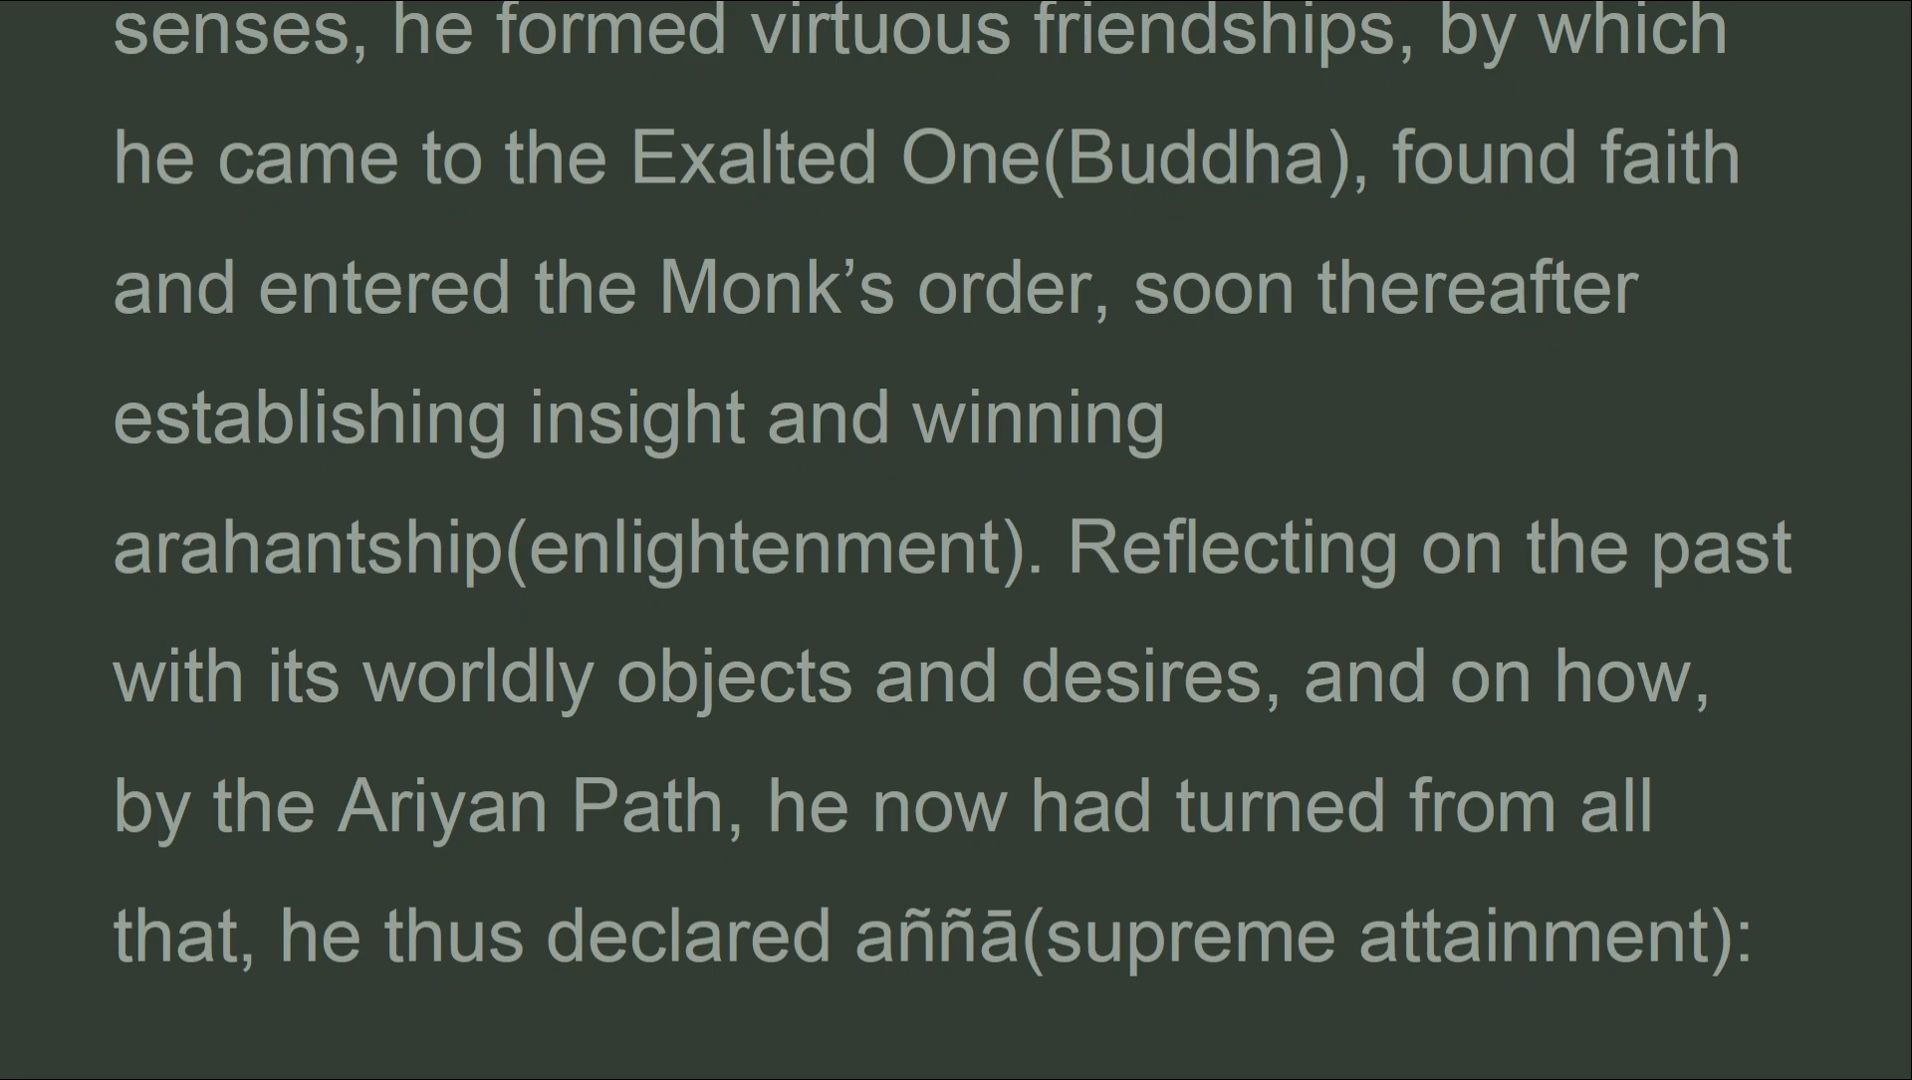 senses, he formed virtuous friendships, by which
he came to the Exalted One(Buddha), found faith
and entered the Monk’s order, soon thereafter
establishing insight and winning
arahantship(enlightenment). Reflecting on the past
with its worldly objects and desires, and on how,
by the Ariyan Path, he now had turned from all
that, he thus declared aññā(supreme attainment):